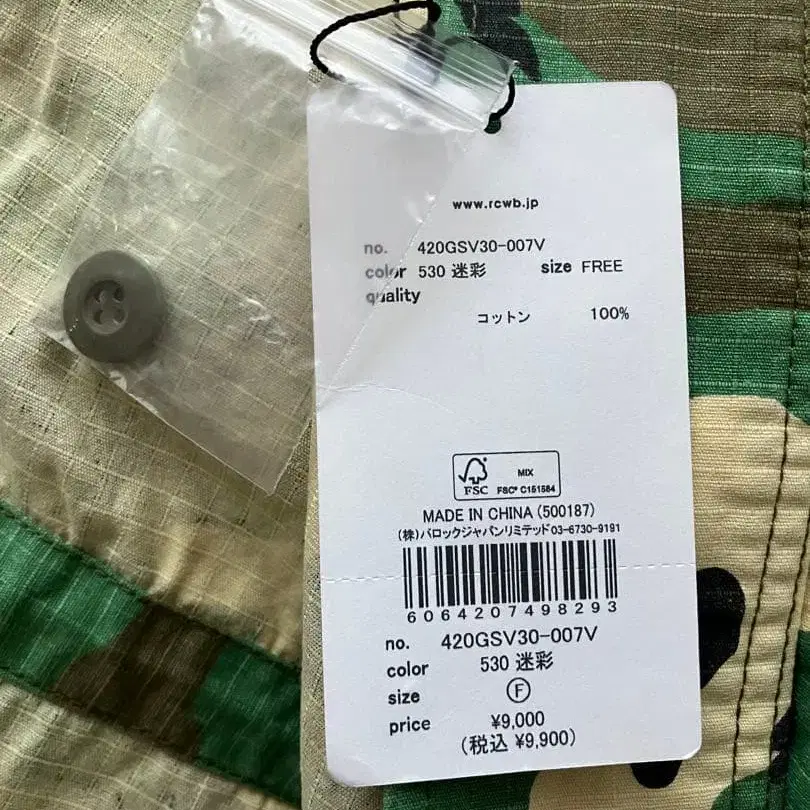 www.rcwb.jp
no. 420GSV30-007V
color 530 迷彩 size FREE
quality
コットン 100%
FSC MIX
FSC® C151584
MADE IN CHINA (500187)
(株)バロックジャパンリミテッド03-6730-9191
6064207498293
no. 420GSV30-007V
color 530 迷彩
size Ⓕ
price ¥9,000
(税込 ¥9,900)